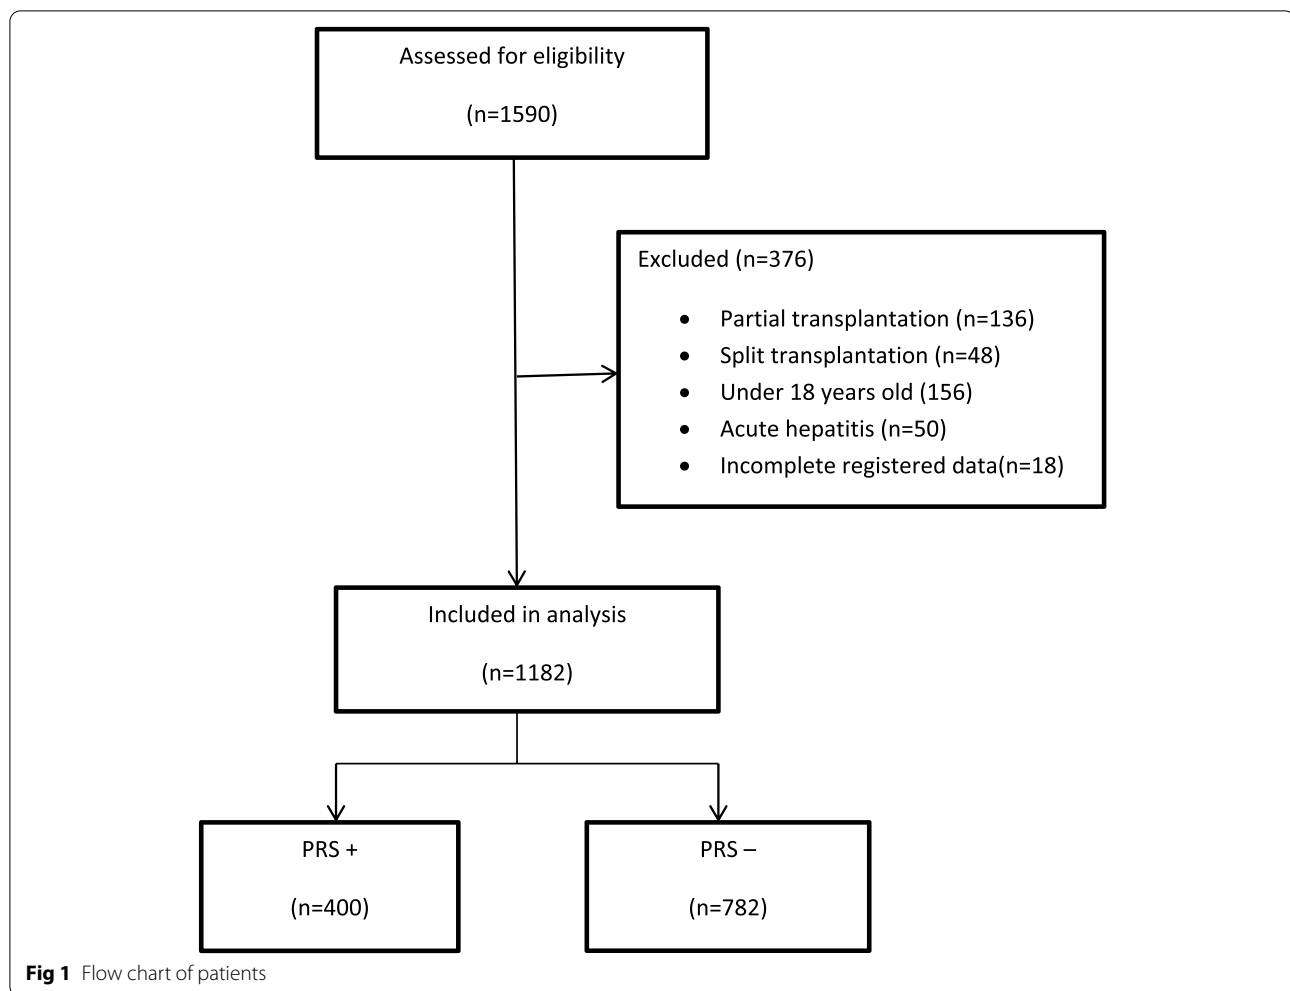 Assessed for eligibility
(n=1590)
Excluded (n=376)
• Partial transplantation (n=136)
• Split transplantation (n=48)
• Under 18 years old (156)
• Acute hepatitis (n=50)
• Incomplete registered data(n=18)
Included in analysis
(n=1182)
PRS +
(n=400)
PRS –
(n=782)
Fig 1 Flow chart of patients